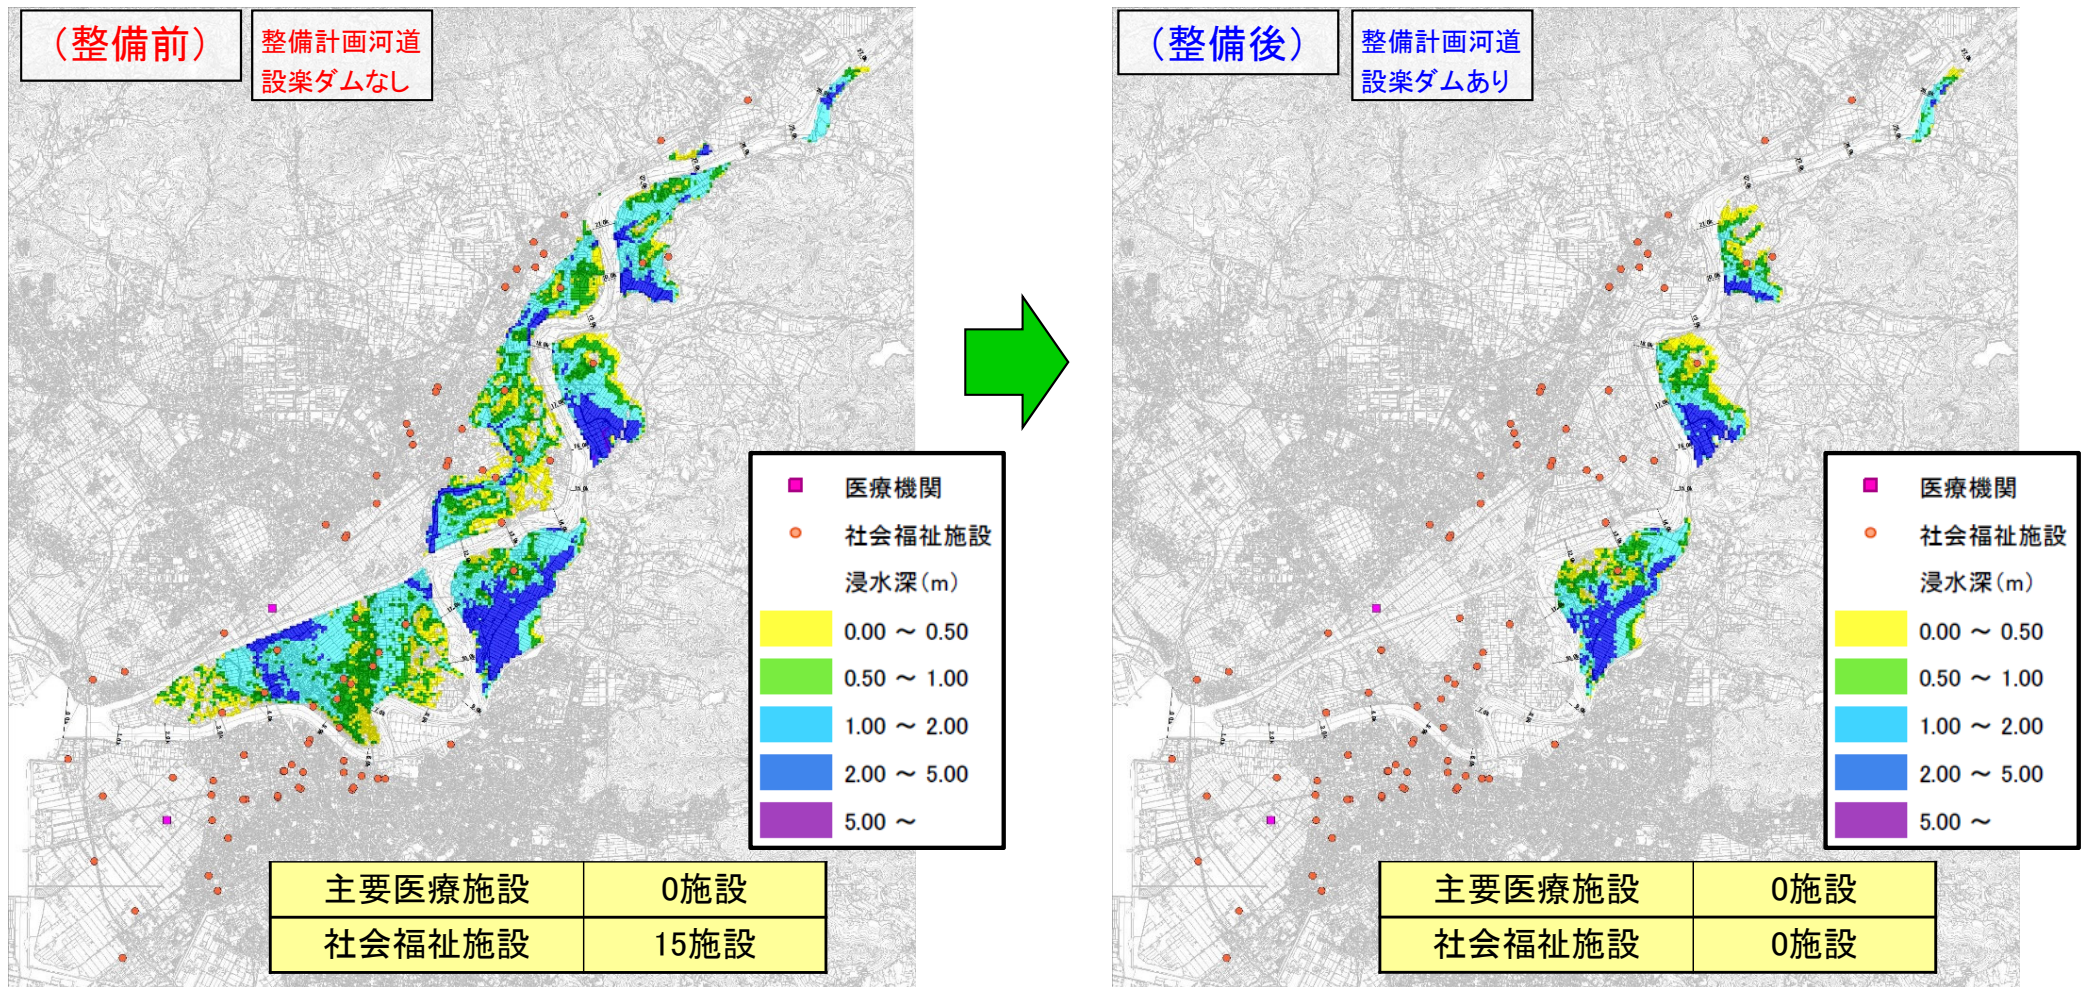 （整備前）
整備計画河道
設楽ダムなし
医療機関
社会福祉施設
浸水深（m）
0.00 ～ 0.50
0.50 ～ 1.00
1.00 ～ 2.00
2.00 ～ 5.00
5.00 ～
主要医療施設 0施設
社会福祉施設 15施設
（整備後）
整備計画河道
設楽ダムあり
医療機関
社会福祉施設
浸水深（m）
0.00 ～ 0.50
0.50 ～ 1.00
1.00 ～ 2.00
2.00 ～ 5.00
5.00 ～
主要医療施設 0施設
社会福祉施設 0施設